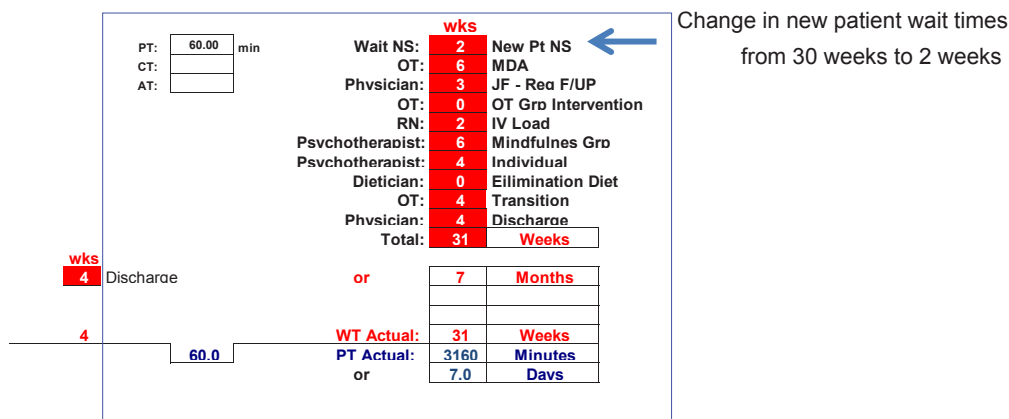 wks
Change in new patient wait times
from 30 weeks to 2 weeks
PT: 60.00 min
CT:
AT:
Wait NS: 2 New Pt NS
OT: 6 MDA
Physician: 3 JF - Reg F/UP
OT: 0 OT Grp Intervention
RN: 2 IV Load
Psychotherapist: 6 Mindfulnes Grp
Psychotherapist: 4 Individual
Dietician: 0 Eilimination Diet
OT: 4 Transition
Physician: 4 Discharge
Total: 31 Weeks
wks
4 Discharge
or 7 Months
4
WT Actual: 31 Weeks
60.0
PT Actual: 3160 Minutes
or 7.0 Days